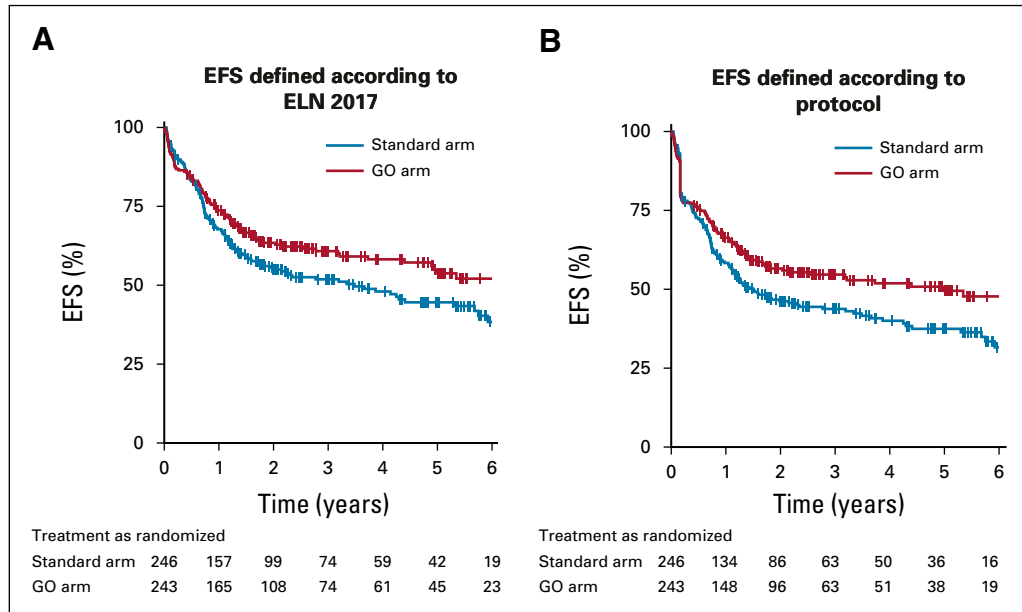 A
EFS defined according to
ELN 2017
100
75
50
25
0
EFS (%)
Standard arm
GO arm
0 1 2 3 4 5 6
Time (years)
Treatment as randomized
Standard arm 246 157 99 74 59 42 19
GO arm 243 165 108 74 61 45 23
B
EFS defined according to
protocol
100
75
50
25
0
EFS (%)
Standard arm
GO arm
0 1 2 3 4 5 6
Time (years)
Treatment as randomized
Standard arm 246 134 86 63 50 36 16
GO arm 243 148 96 63 51 38 19